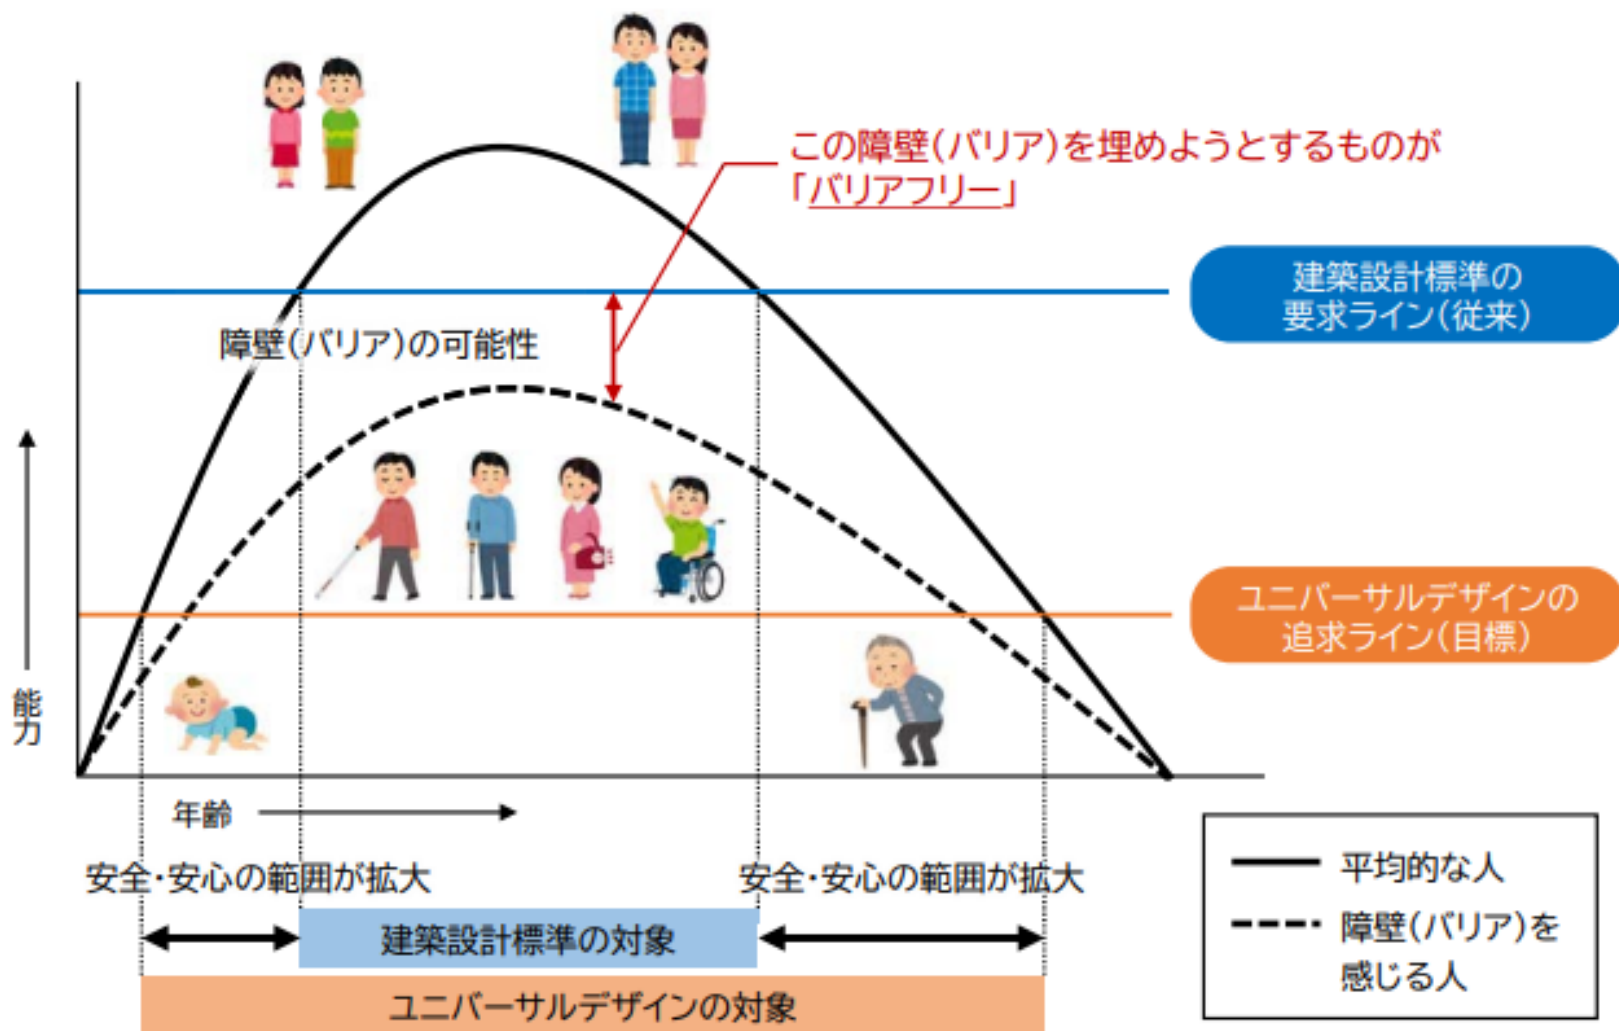 この障壁(バリア)を埋めようとするものが
「バリアフリー」
建築設計標準の
要求ライン(従来)
障壁(バリア)の可能性
ユニバーサルデザインの
追求ライン(目標)
能力
年齢
安全・安心の範囲が拡大
安全・安心の範囲が拡大
建築設計標準の対象
ユニバーサルデザインの対象
平均的な人
障壁(バリア)を
感じる人